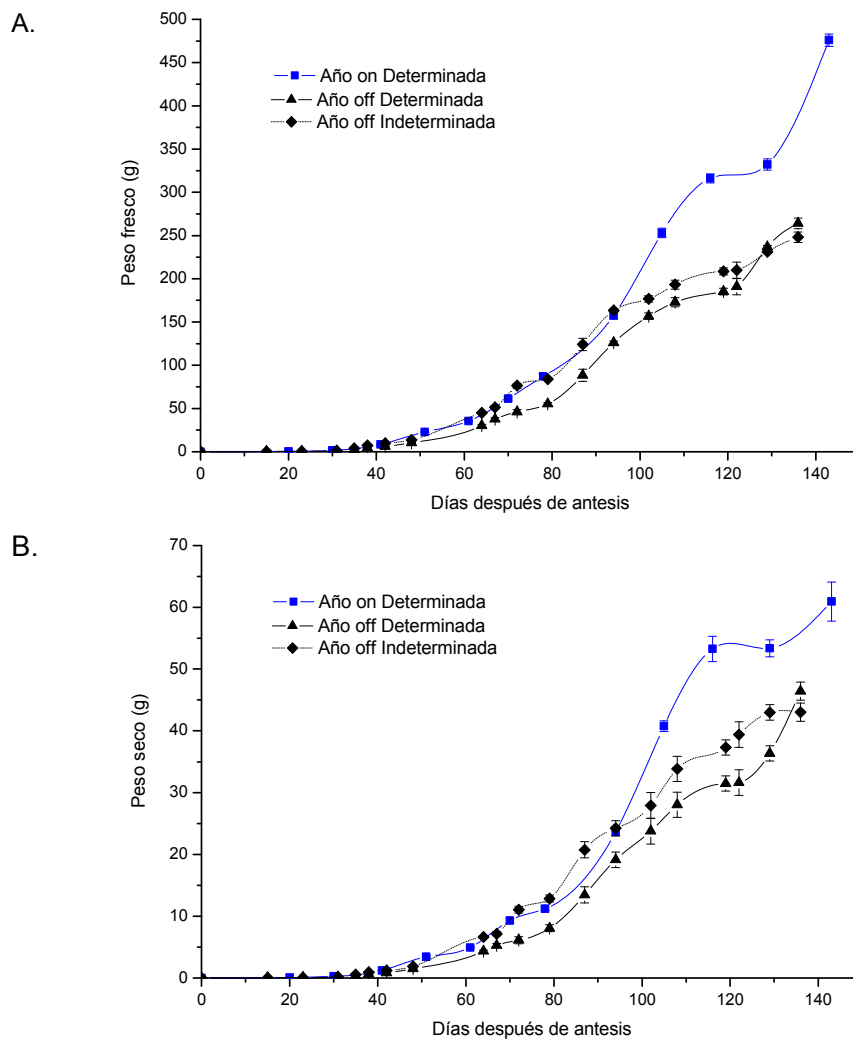 A.
500
450
400
350
300
250
200
150
100
50
0
Peso fresco (g)
Año on Determinada
Año off Determinada
Año off Indeterminada
0 20 40 60 80 100 120 140
Días después de antesis
B.
70
60
50
40
30
20
10
0
Peso seco (g)
Año on Determinada
Año off Determinada
Año off Indeterminada
0 20 40 60 80 100 120 140
Días después de antesis